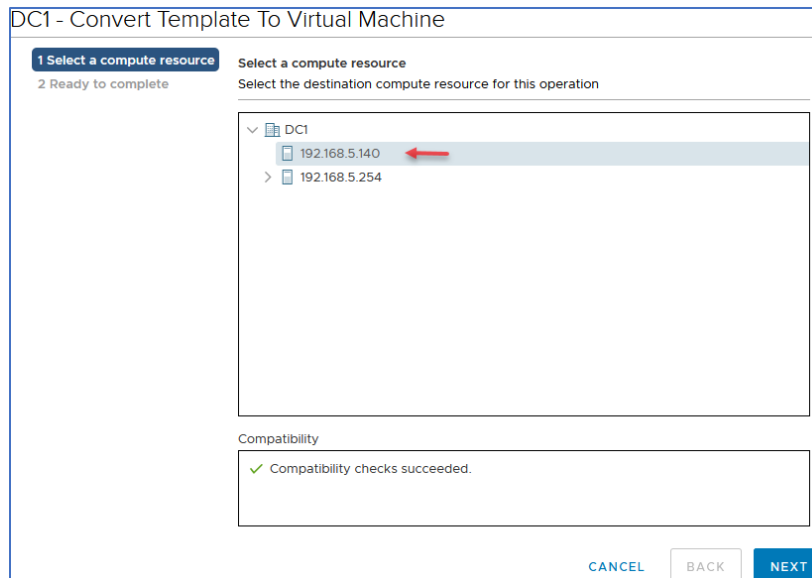 DC1 - Convert Template To Virtual Machine
1 Select a compute resource
2 Ready to complete
Select a compute resource
Select the destination compute resource for this operation
DC1
192.168.5.140
192.168.5.254
Compatibility
Compatibility checks succeeded.
CANCEL
BACK
NEXT